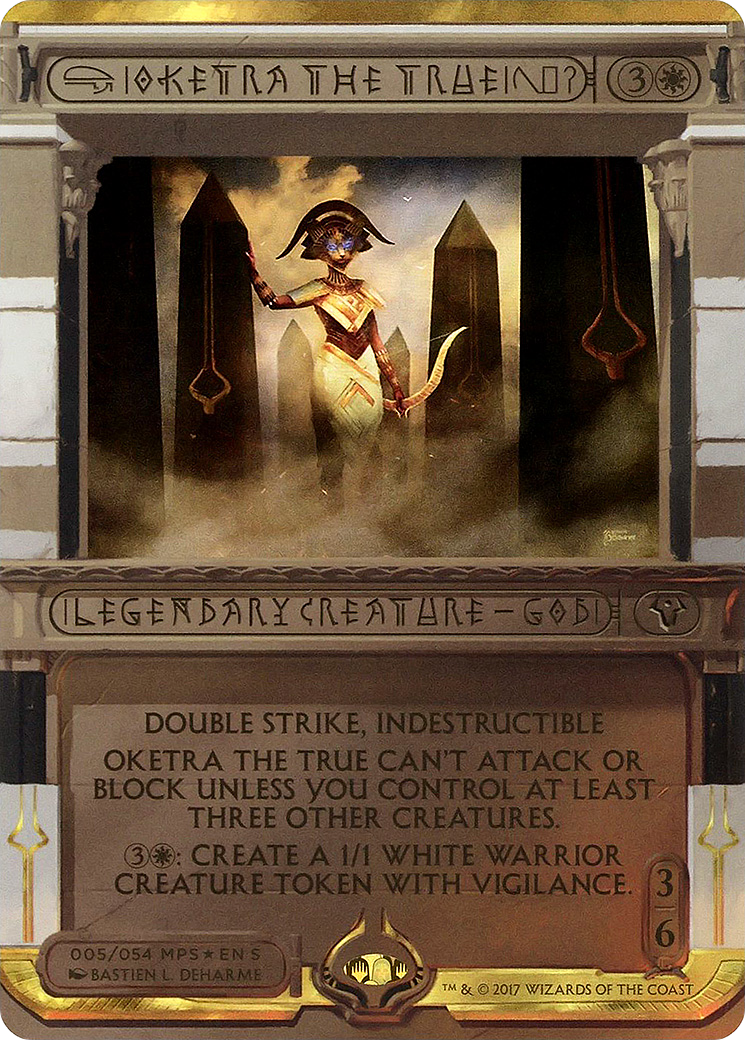 OKETRA THE TRUE 3
LEGENDARY CREATURE – GOD
DOUBLE STRIKE, INDESTRUCTIBLE
OKETRA THE TRUE CAN'T ATTACK OR
BLOCK UNLESS YOU CONTROL AT LEAST
THREE OTHER CREATURES.
3: CREATE A 1/1 WHITE WARRIOR
CREATURE TOKEN WITH VIGILANCE.
3
6
005/054 MPS★EN S
BASTIEN L. DEHARME
™ & © 2017 WIZARDS OF THE COAST